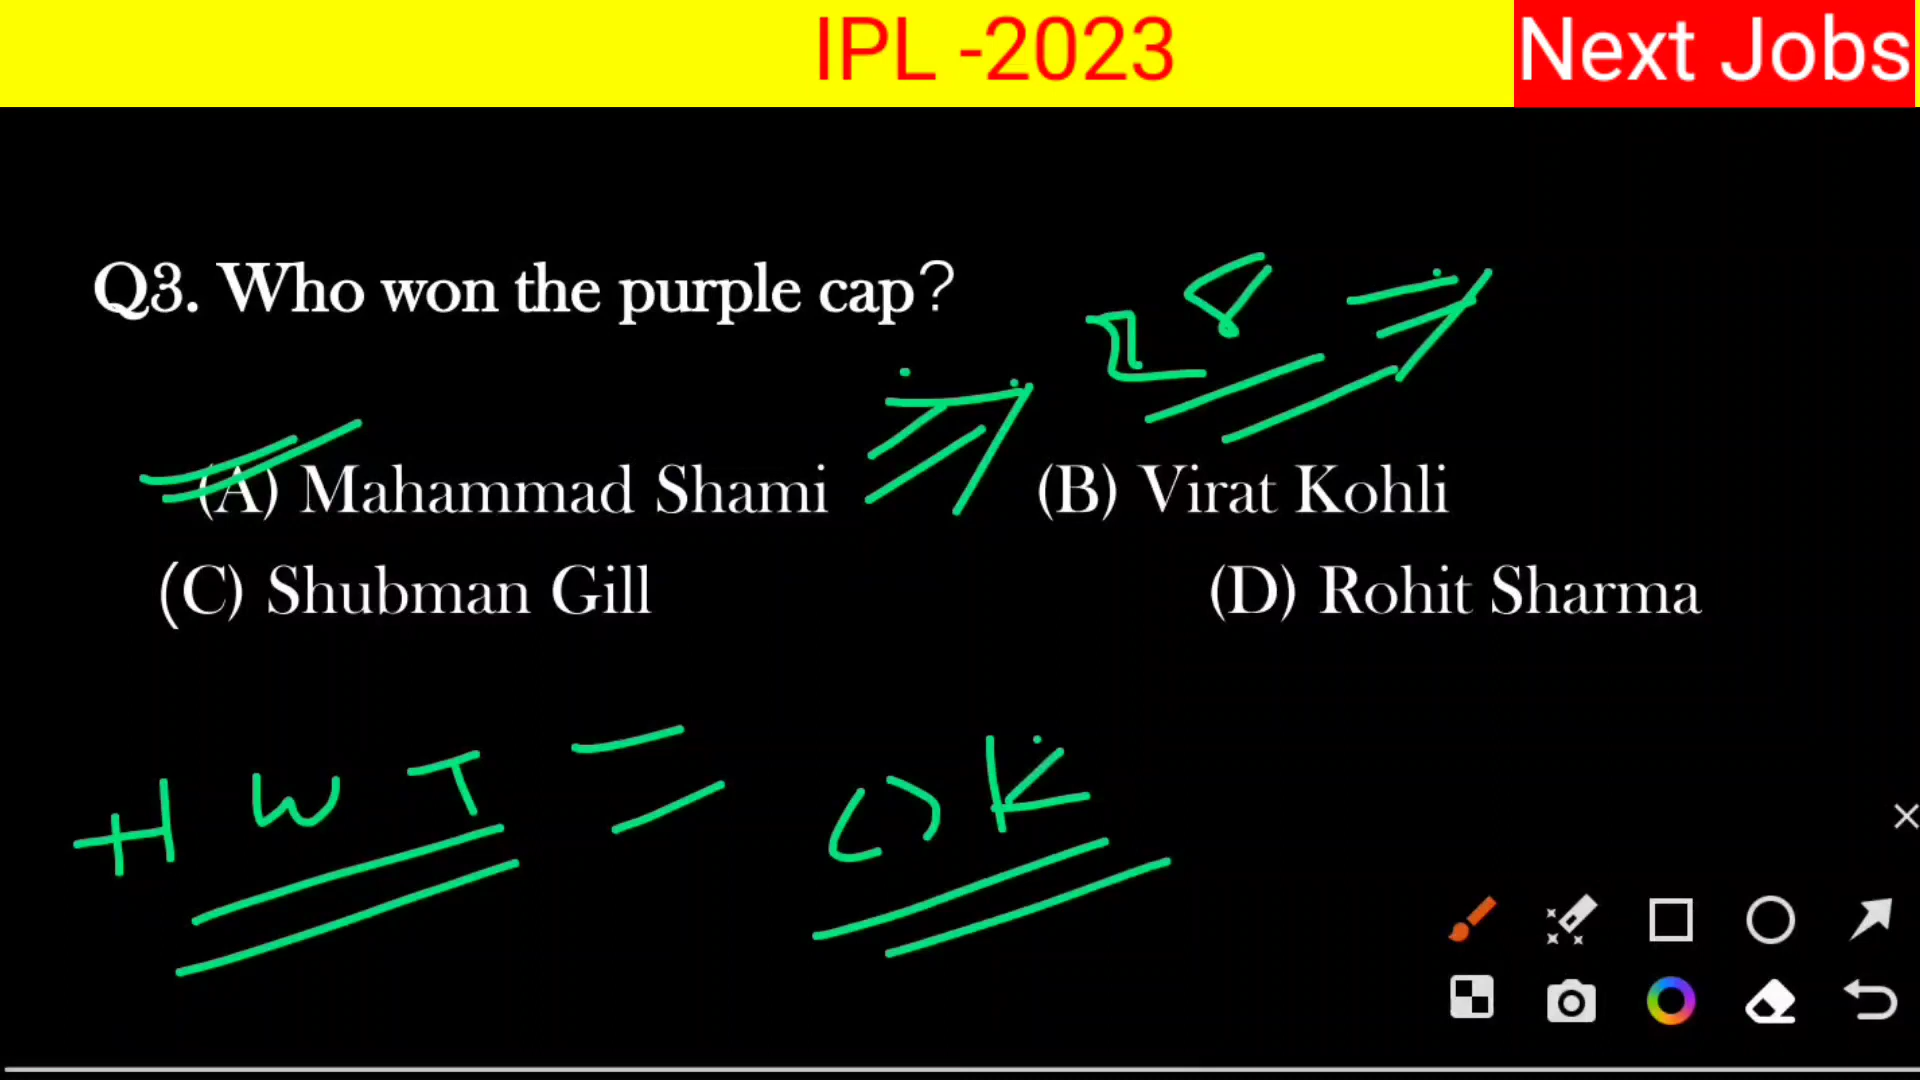 IPL -2023
Next Jobs
Q3. Who won the purple cap?
28
(A) Mahammad Shami (B) Virat Kohli
(C) Shubman Gill (D) Rohit Sharma
H W T = OK